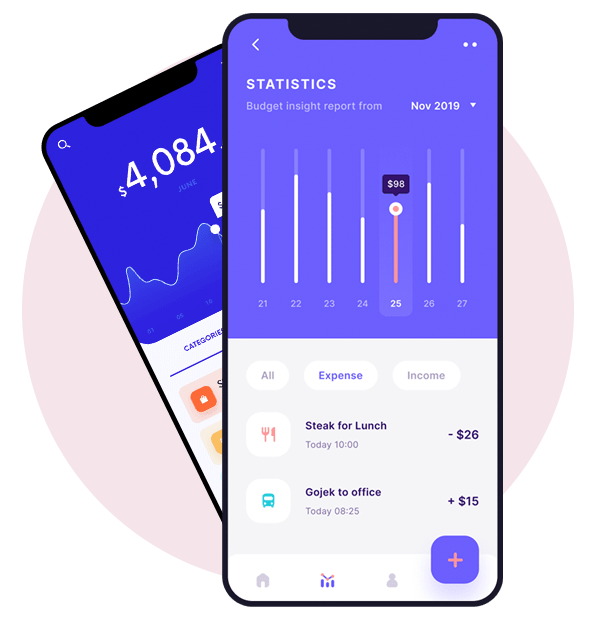 $4,084.
JUNE
CATEGORIES
STATISTICS
Budget insight report from
Nov 2019
$98
21 22 23 24 25 26 27
All Expense Income
Steak for Lunch
Today 10:00
- $26
Gojek to office
Today 08:25
+ $15